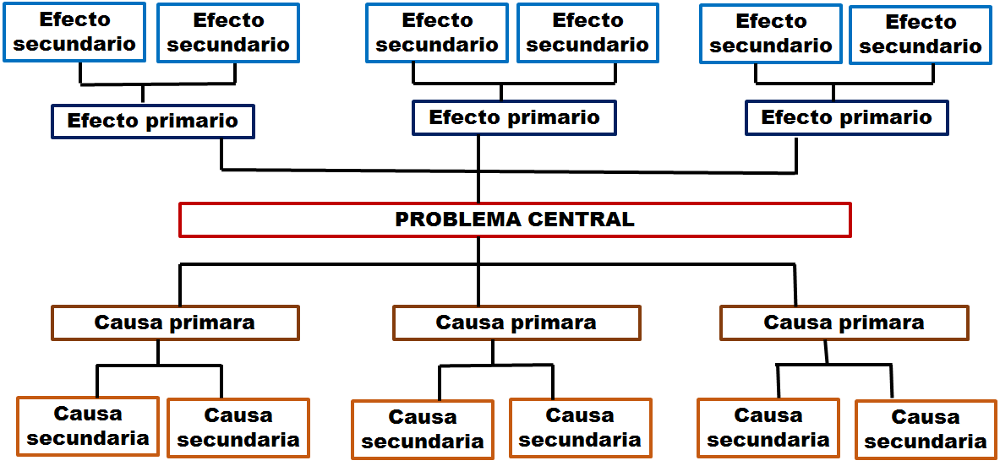 Efecto
secundario
Efecto
secundario
Efecto
secundario
Efecto
secundario
Efecto
secundario
Efecto
secundario
Efecto primario
Efecto primario
Efecto primario
PROBLEMA CENTRAL
Causa primara
Causa primara
Causa primara
Causa
secundaria
Causa
secundaria
Causa
secundaria
Causa
secundaria
Causa
secundaria
Causa
secundaria